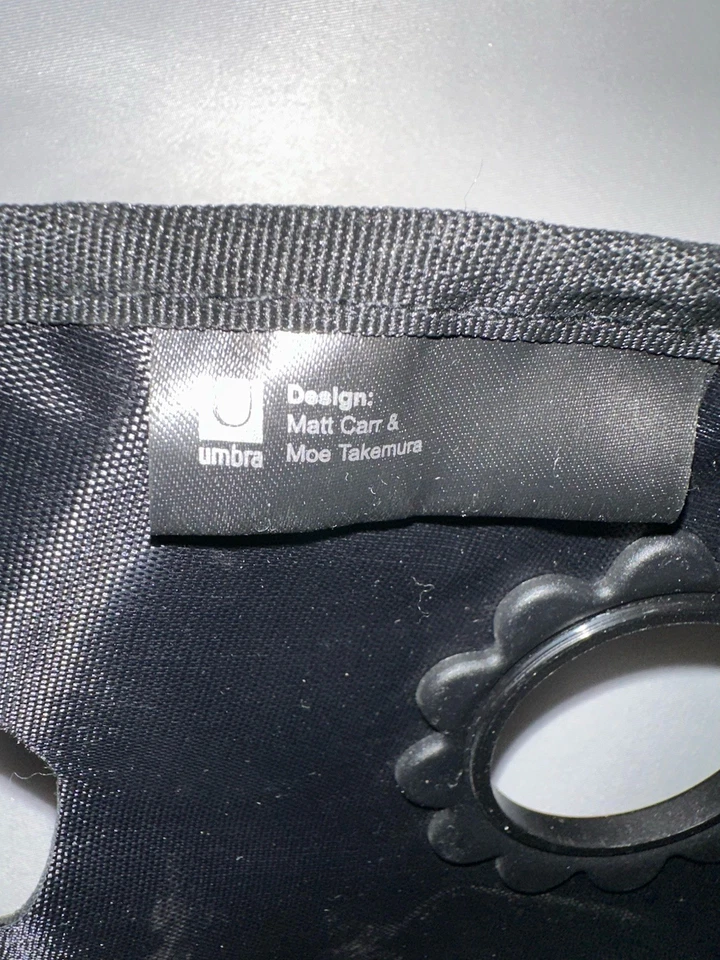 U
umbra
Design:
Matt Carr &
Moe Takemura